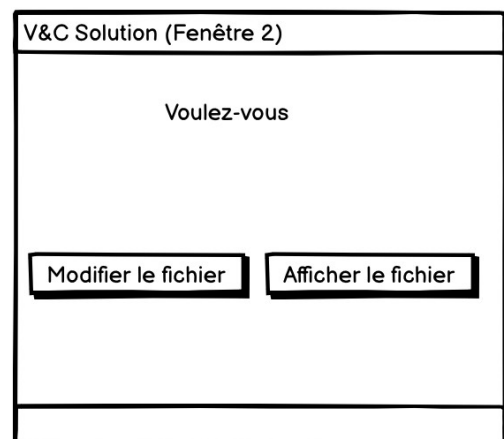 V&C Solution (Fenêtre 2)
Voulez-vous
Modifier le fichier
Afficher le fichier